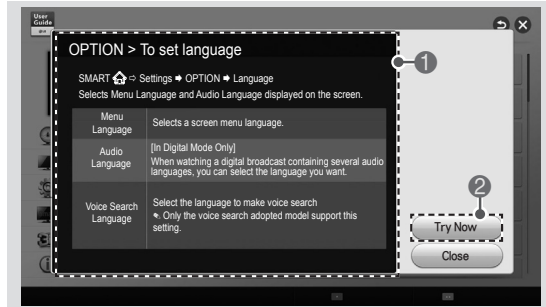 User
Guide
OPTION > To set language
1
SMART ⇨ Settings ➡ OPTION ➡ Language
Selects Menu Language and Audio Language displayed on the screen.
Menu
Language
Selects a screen menu language.
Audio
Language
[In Digital Mode Only]
When watching a digital broadcast containing several audio
languages, you can select the language you want.
Voice Search
Language
Select the language to make voice search
Only the voice search adopted model support this
setting.
2
Try Now
Close